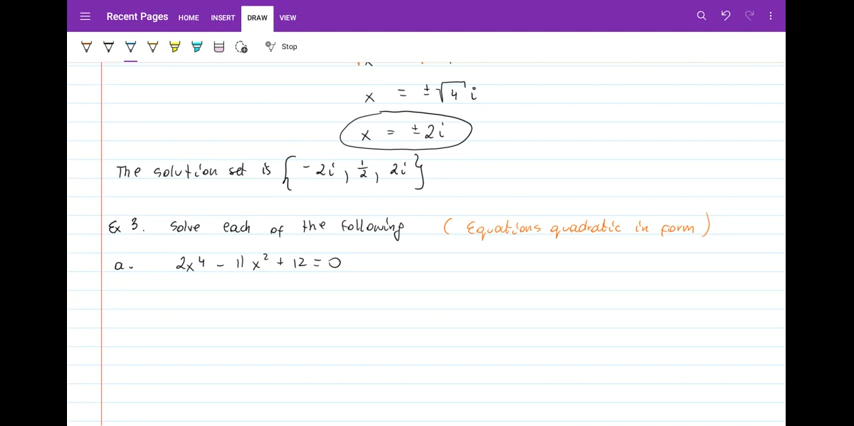 Recent Pages HOME INSERT DRAW VIEW
Stop
x = ±√4 i
x = ±2i
The solution set is {-2i, 1/2, 2i}
Ex 3. Solve each of the following (Equations quadratic in form)
a. 2x⁴ - 11x² + 12 = 0